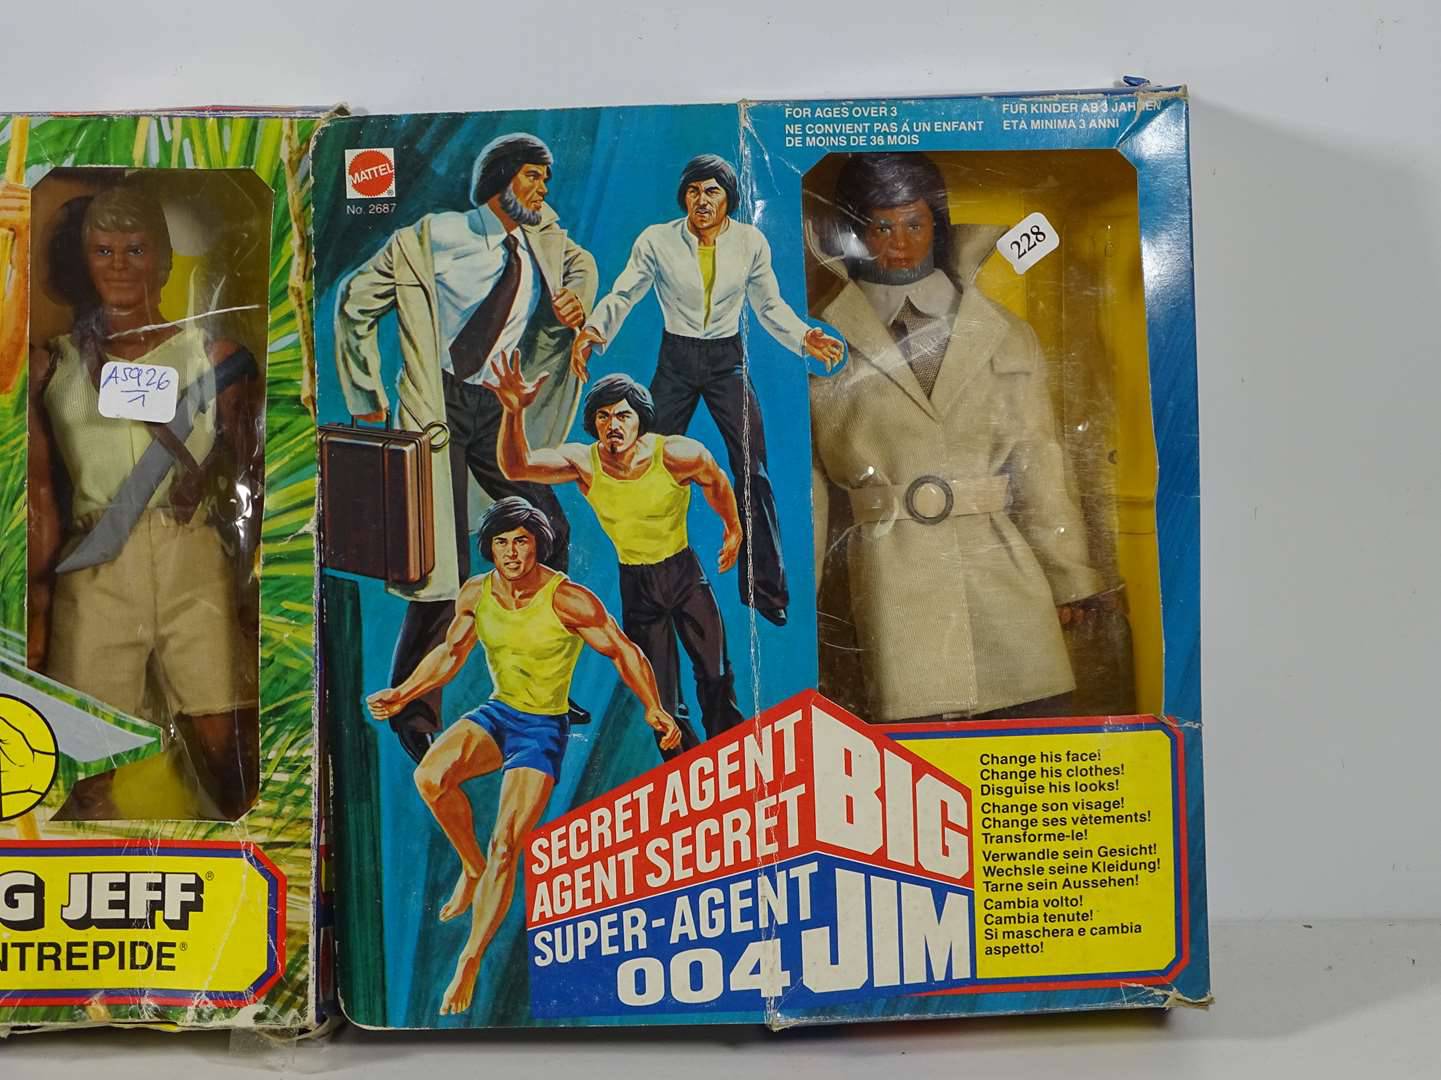 A5926
1
G JEFF®
NTREPIDE®
MATTEL
®
No. 2687
FOR AGES OVER 3
NE CONVIENT PAS Á UN ENFANT
DE MOINS DE 36 MOIS
FÜR KINDER AB 3 JAHREN
ETÀ MINIMA 3 ANNI
228
SECRET AGENT
AGENT SECRET
SUPER-AGENT
004
BIG
JIM
Change his face!
Change his clothes!
Disguise his looks!
Change son visage!
Change ses vêtements!
Transforme-le!
Verwandle sein Gesicht!
Wechsle seine Kleidung!
Tarne sein Aussehen!
Cambia volto!
Cambia tenute!
Si maschera e cambia
aspetto!